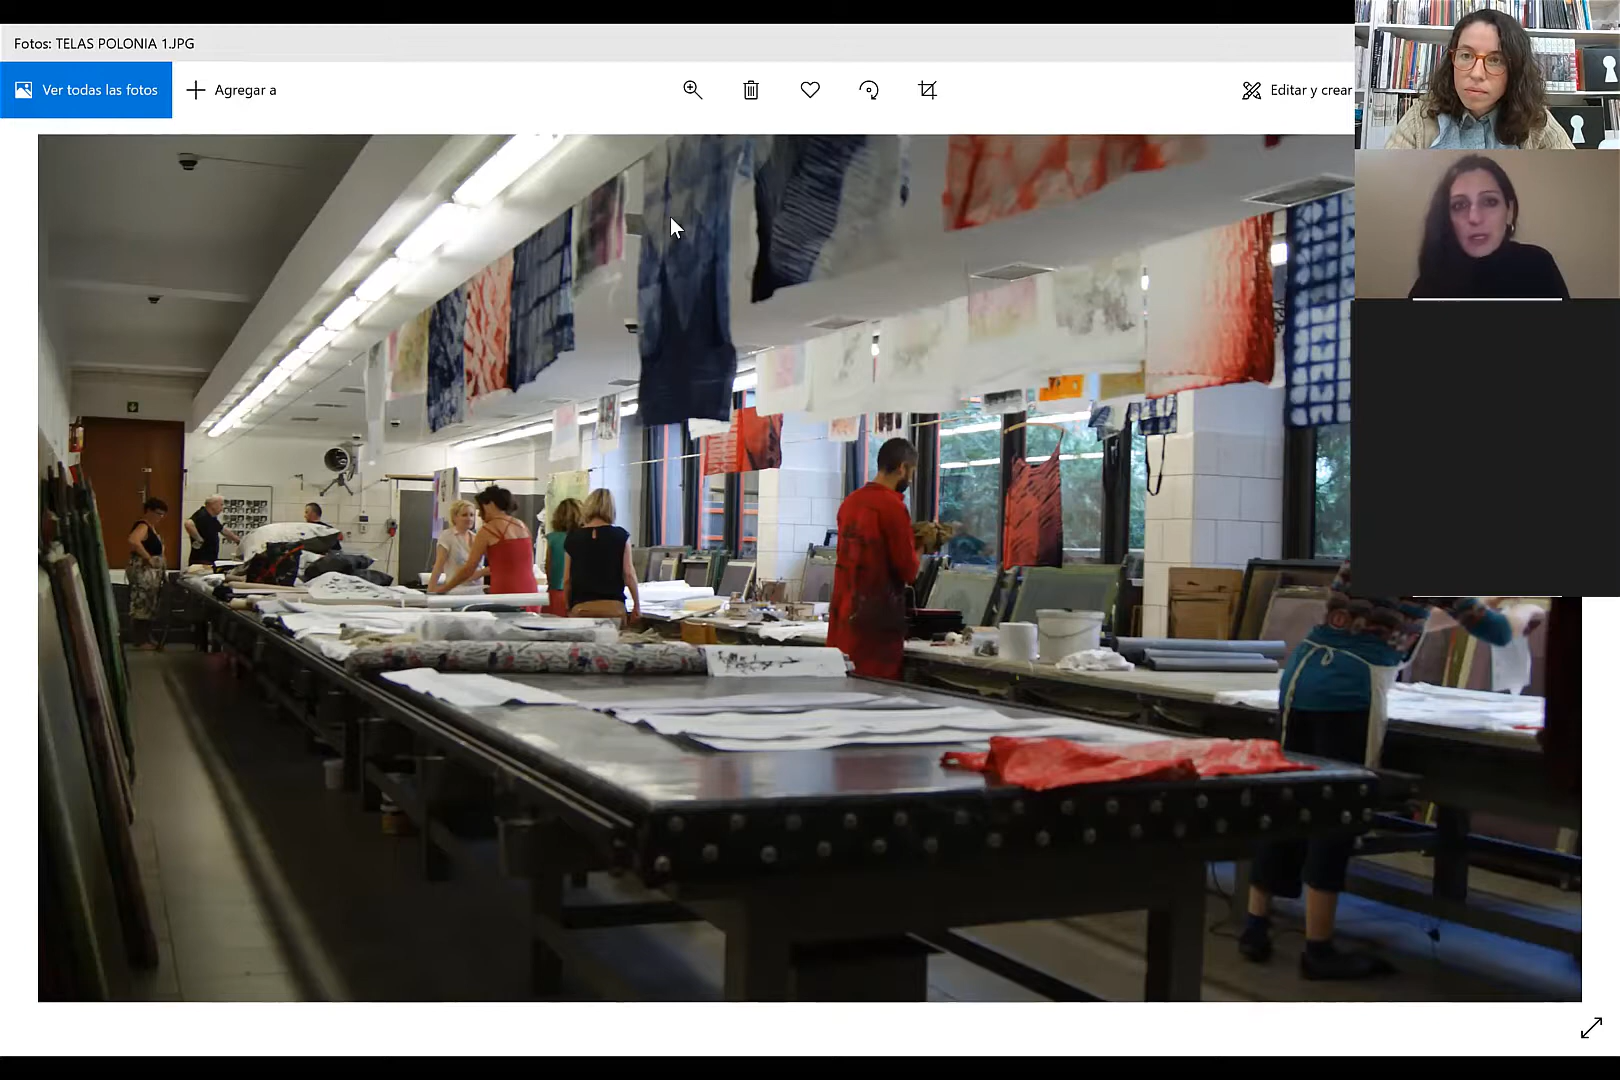 Fotos: TELAS POLONIA 1.JPG
Ver todas las fotos
Agregar a
Editar y crear